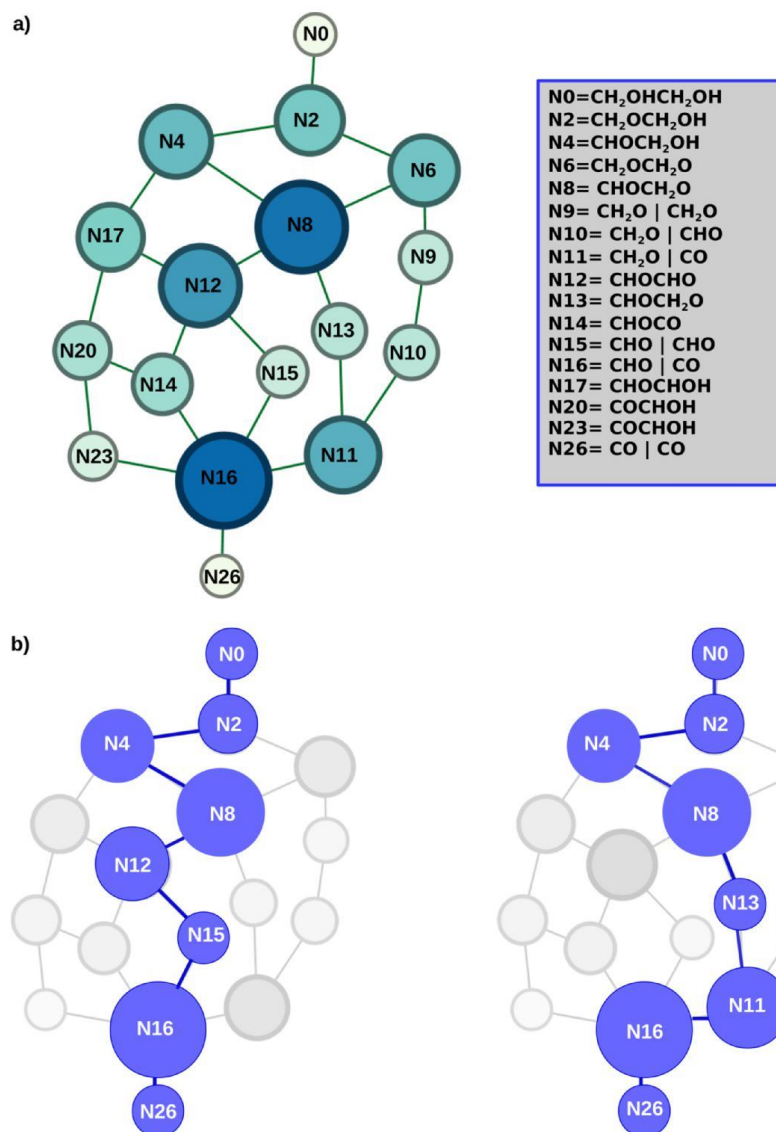 a)
N0
N2
N4
N6
N8
N17
N9
N12
N13
N10
N20
N14
N15
N23
N16
N11
N26
N0=CH₂OHCH₂OH
N2=CH₂OCH₂OH
N4=CHOCH₂OH
N6=CH₂OCH₂O
N8= CHOCH₂O
N9= CH₂O | CH₂O
N10= CH₂O | CHO
N11= CH₂O | CO
N12= CHOCHO
N13= CHOCH₂O
N14= CHOCO
N15= CHO | CHO
N16= CHO | CO
N17= CHOCHOH
N20= COCHOH
N23= COCHOH
N26= CO | CO
b)
N0
N2
N4
N8
N12
N15
N16
N26
N0
N2
N4
N8
N13
N11
N16
N26